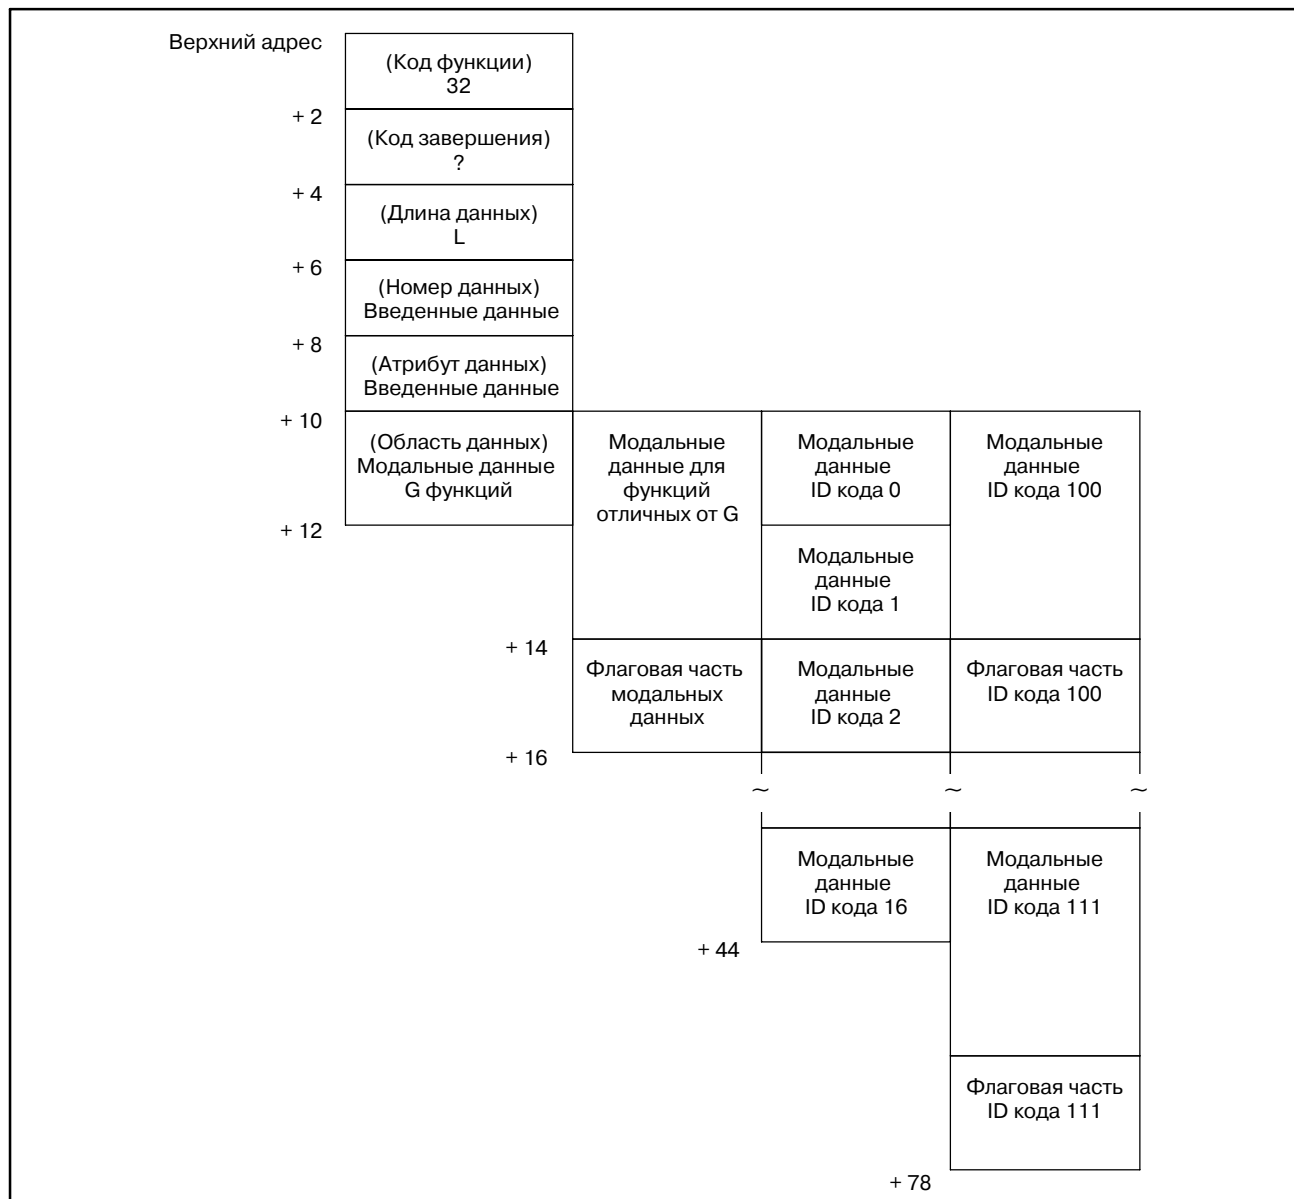 Верхний адрес
(Код функции)
32
+ 2
(Код завершения)
?
+ 4
(Длина данных)
L
+ 6
(Номер данных)
Введенные данные
+ 8
(Атрибут данных)
Введенные данные
+ 10
(Область данных)
Модальные данные
G функций
+ 12
Модальные
данные для
функций
отличных от G
Модальные
данные
ID кода 0
Модальные
данные
ID кода 100
Модальные
данные
ID кода 1
+ 14
Флаговая часть
модальных
данных
Модальные
данные
ID кода 2
Флаговая часть
ID кода 100
+ 16
~ ~ ~
Модальные
данные
ID кода 16
Модальные
данные
ID кода 111
+ 44
Флаговая часть
ID кода 111
+ 78